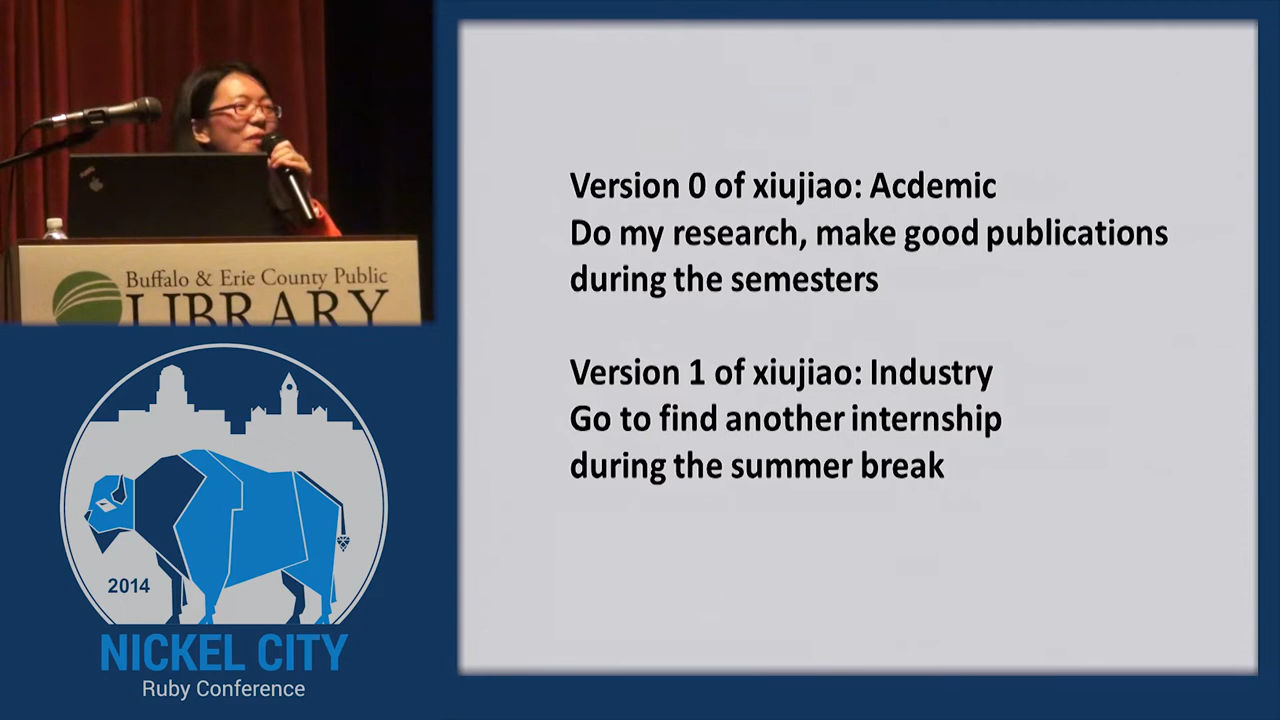 Buffalo & Erie County Public
LIBRARY
2014
NICKEL CITY
Ruby Conference
Version 0 of xiujiao: Acdemic
Do my research, make good publications
during the semesters
Version 1 of xiujiao: Industry
Go to find another internship
during the summer break